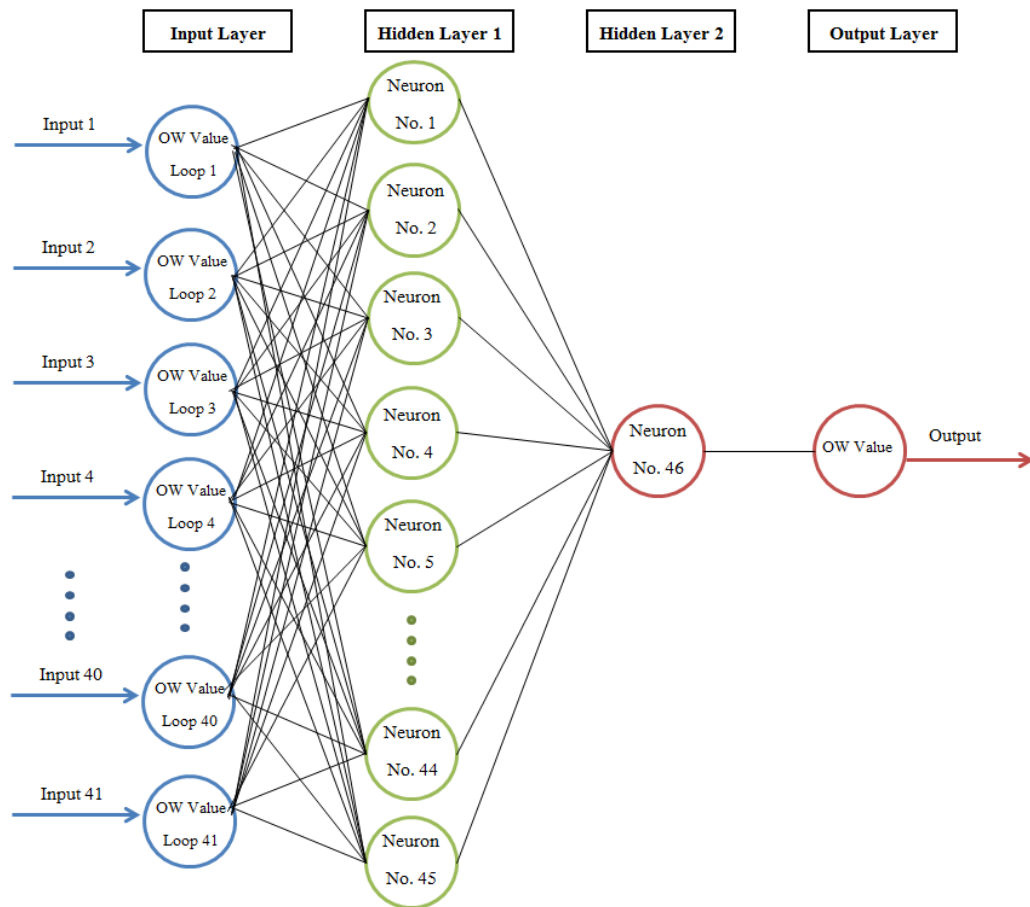 Input Layer
Hidden Layer 1
Hidden Layer 2
Output Layer
Input 1
OW Value
Loop 1
Input 2
OW Value
Loop 2
Input 3
OW Value
Loop 3
Input 4
OW Value
Loop 4
Input 40
OW Value
Loop 40
Input 41
OW Value
Loop 41
Neuron
No. 1
Neuron
No. 2
Neuron
No. 3
Neuron
No. 4
Neuron
No. 5
Neuron
No. 44
Neuron
No. 45
Neuron
No. 46
OW Value
Output